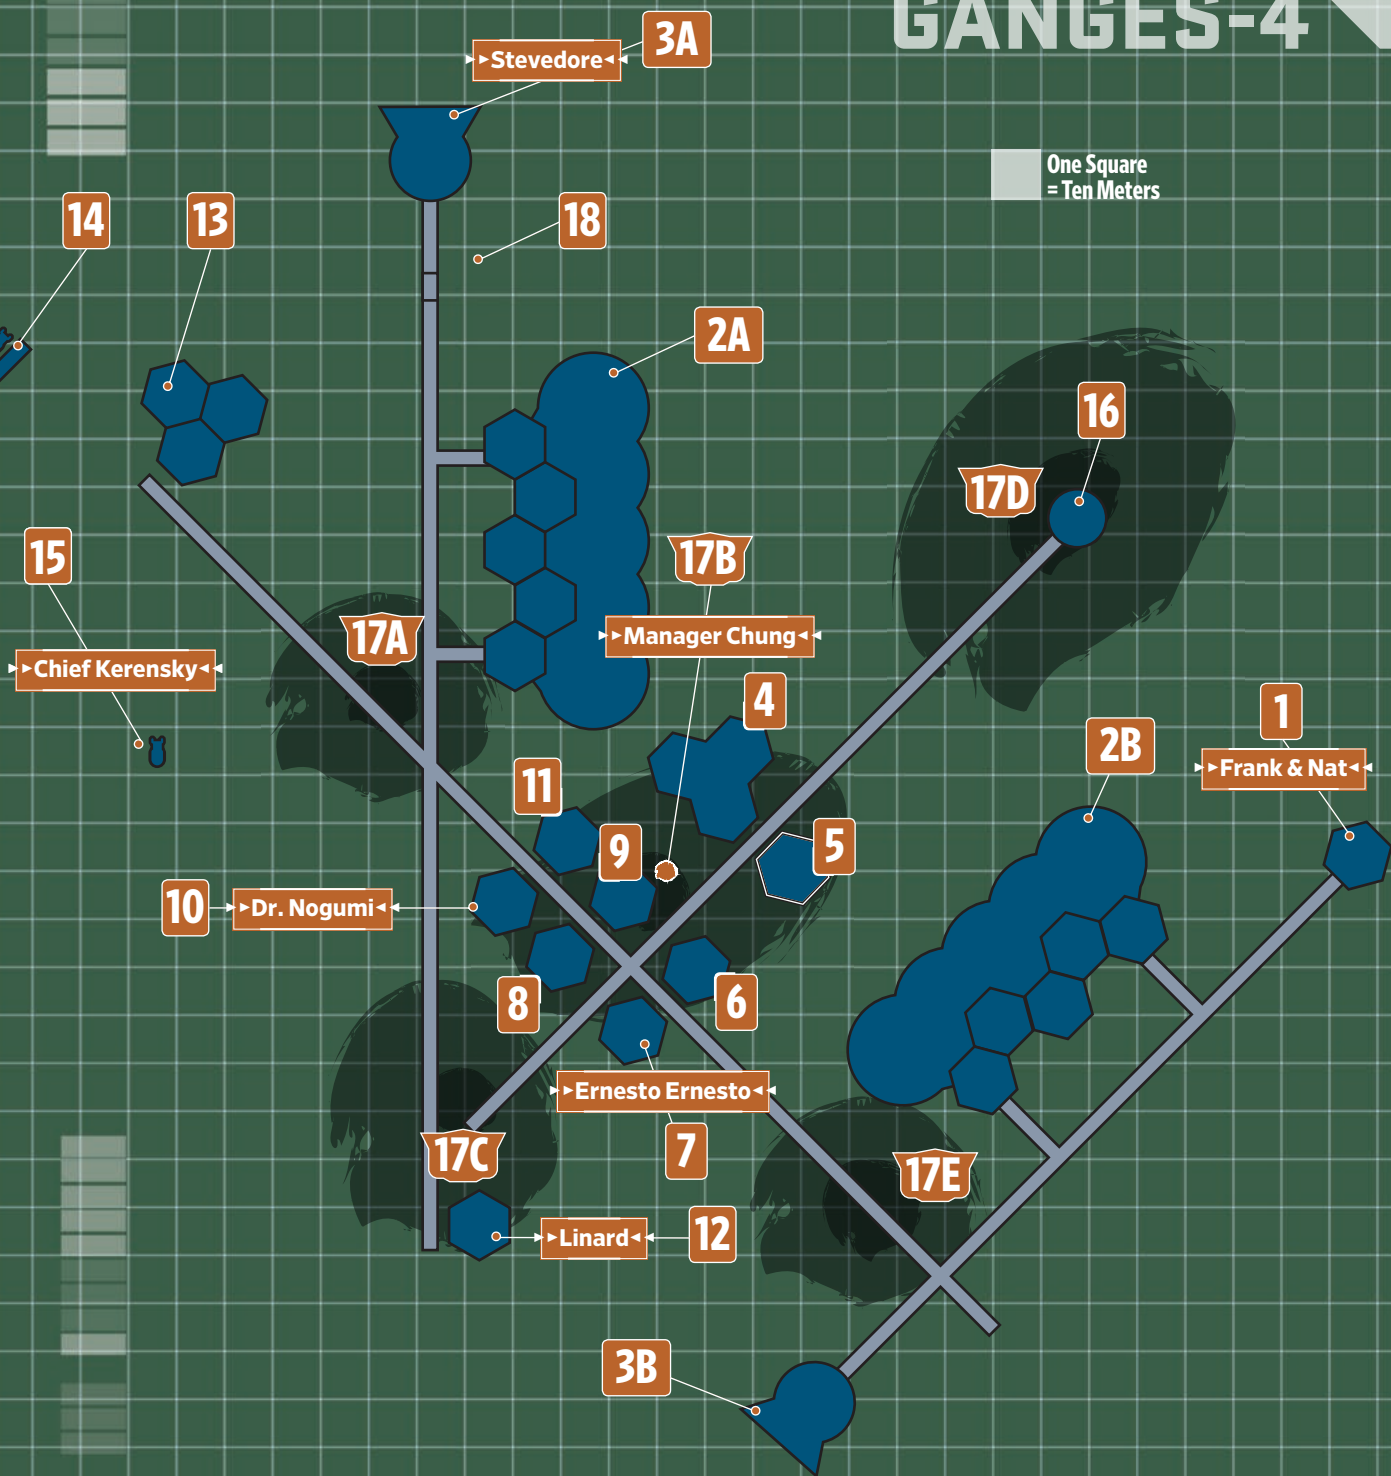 GANGES-4
3A
Stevedore
One Square
= Ten Meters
14
13
18
2A
16
17D
15
17B
17A
Manager Chung
Chief Kerensky
4
1
2B
Frank & Nat
11
9
5
10
Dr. Nogumi
8
6
Ernesto Ernesto
7
17C
17E
Linard
12
3B